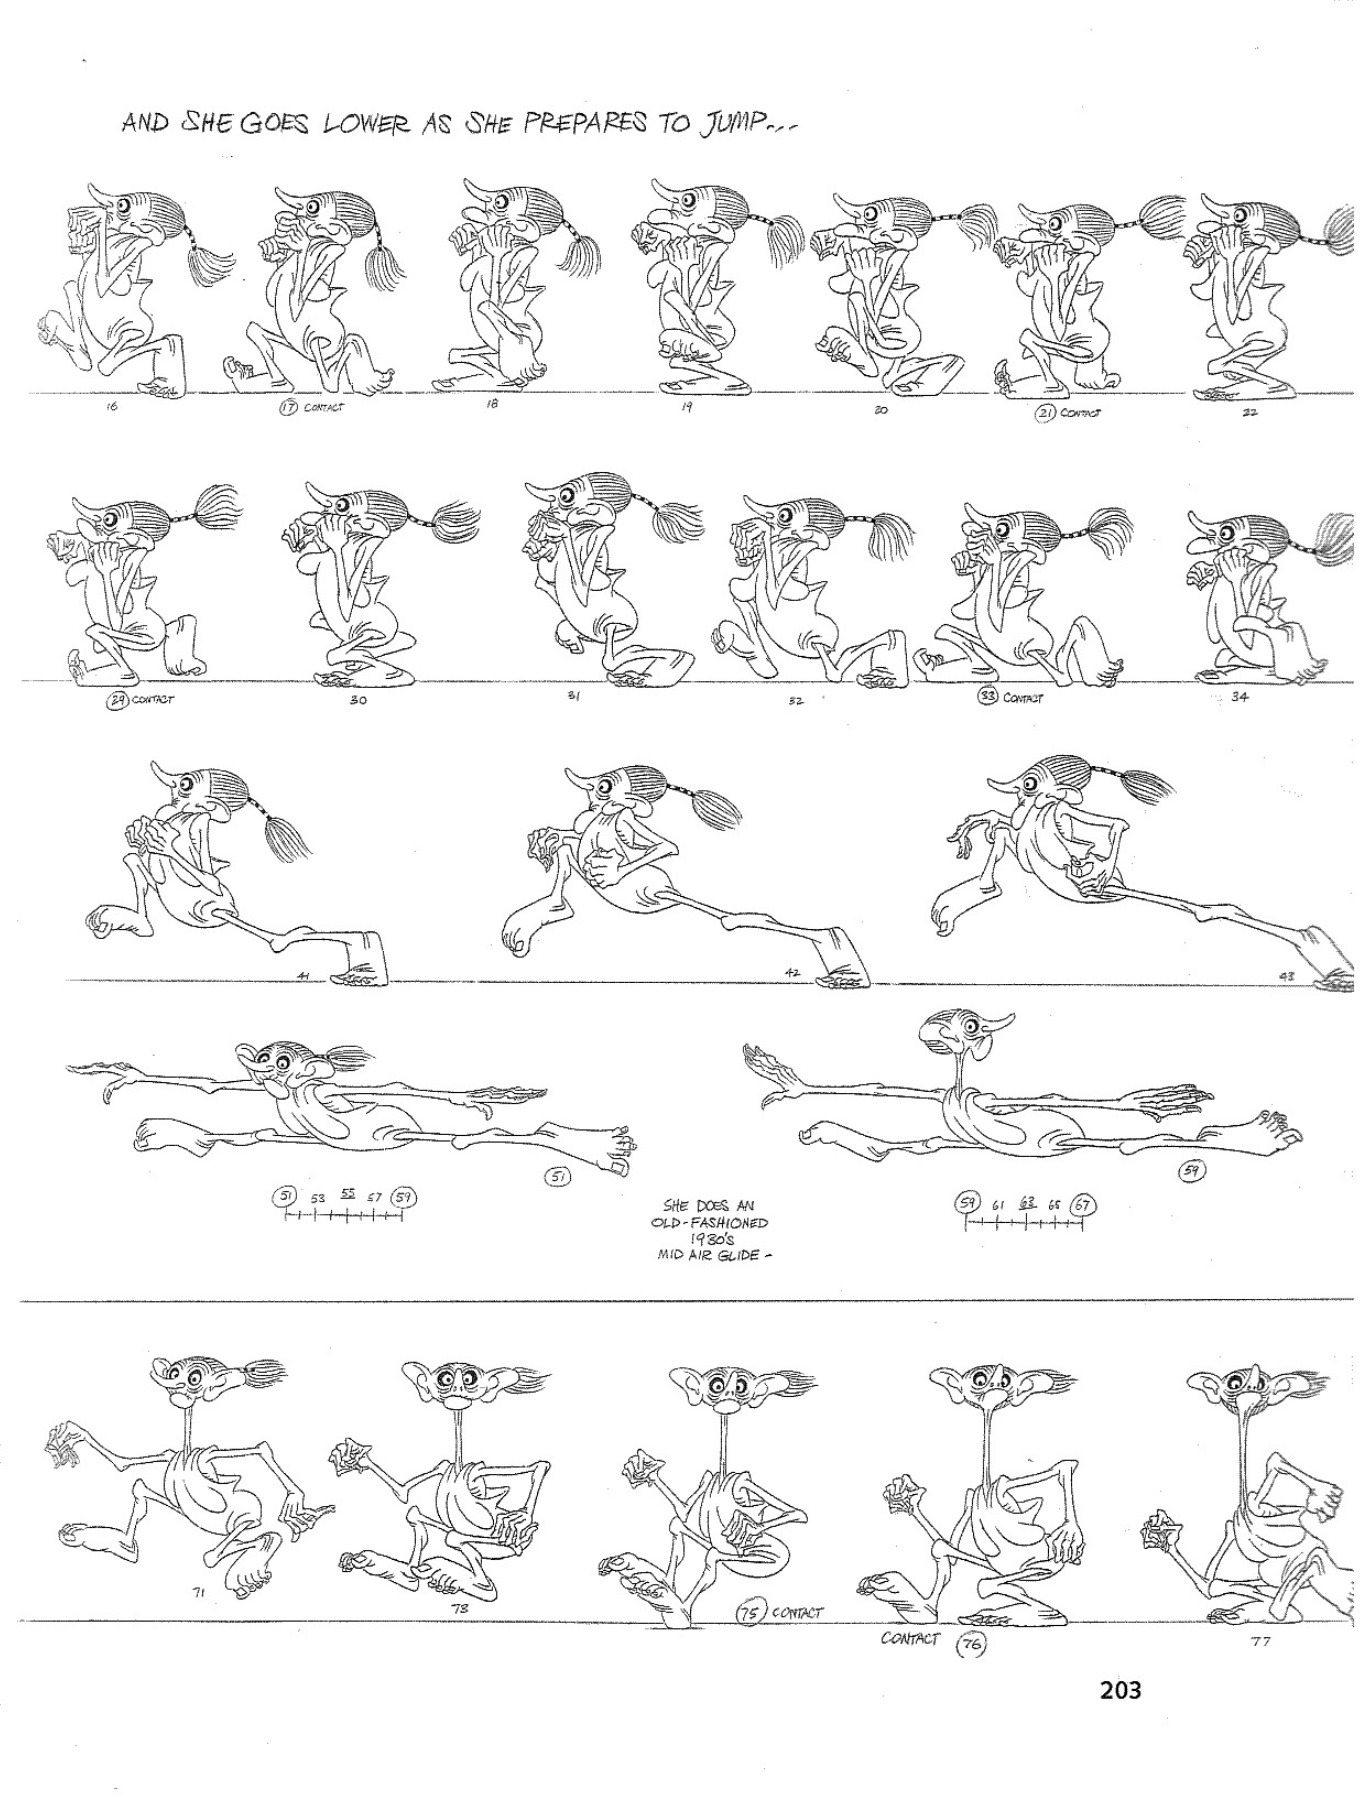 AND SHE GOES LOWER AS SHE PREPARES TO JUMP...
16 17 CONTACT 18 19 20 21 CONTACT 22
29 CONTACT 30 31 32 33 CONTACT 34
41 42 43
51 59
51 53 55 57 59
SHE DOES AN
OLD-FASHIONED
1930'S
MID AIR GLIDE -
59 61 63 65 67
71 73 75 CONTACT
CONTACT 76 77
203